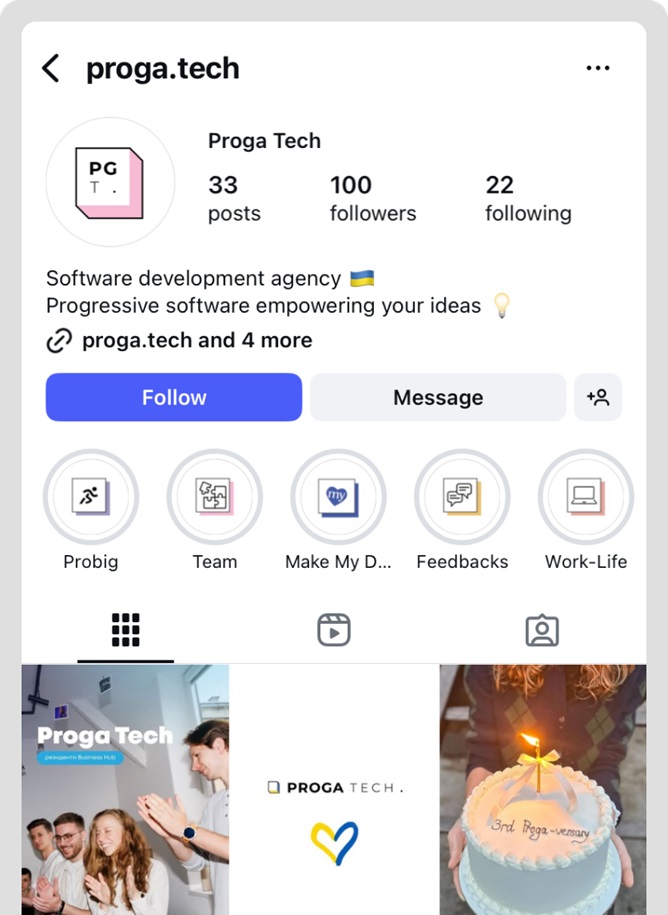 proga.tech
PG
T .
Proga Tech
33
posts
100
followers
22
following
Software development agency 🇺🇦
Progressive software empowering your ideas 💡
proga.tech and 4 more
Follow
Message
my
Probig
Team
Make My D...
Feedbacks
Work-Life
Proga Tech
резиденти Business Hub
PROGA TECH .
3rd Proga-versary